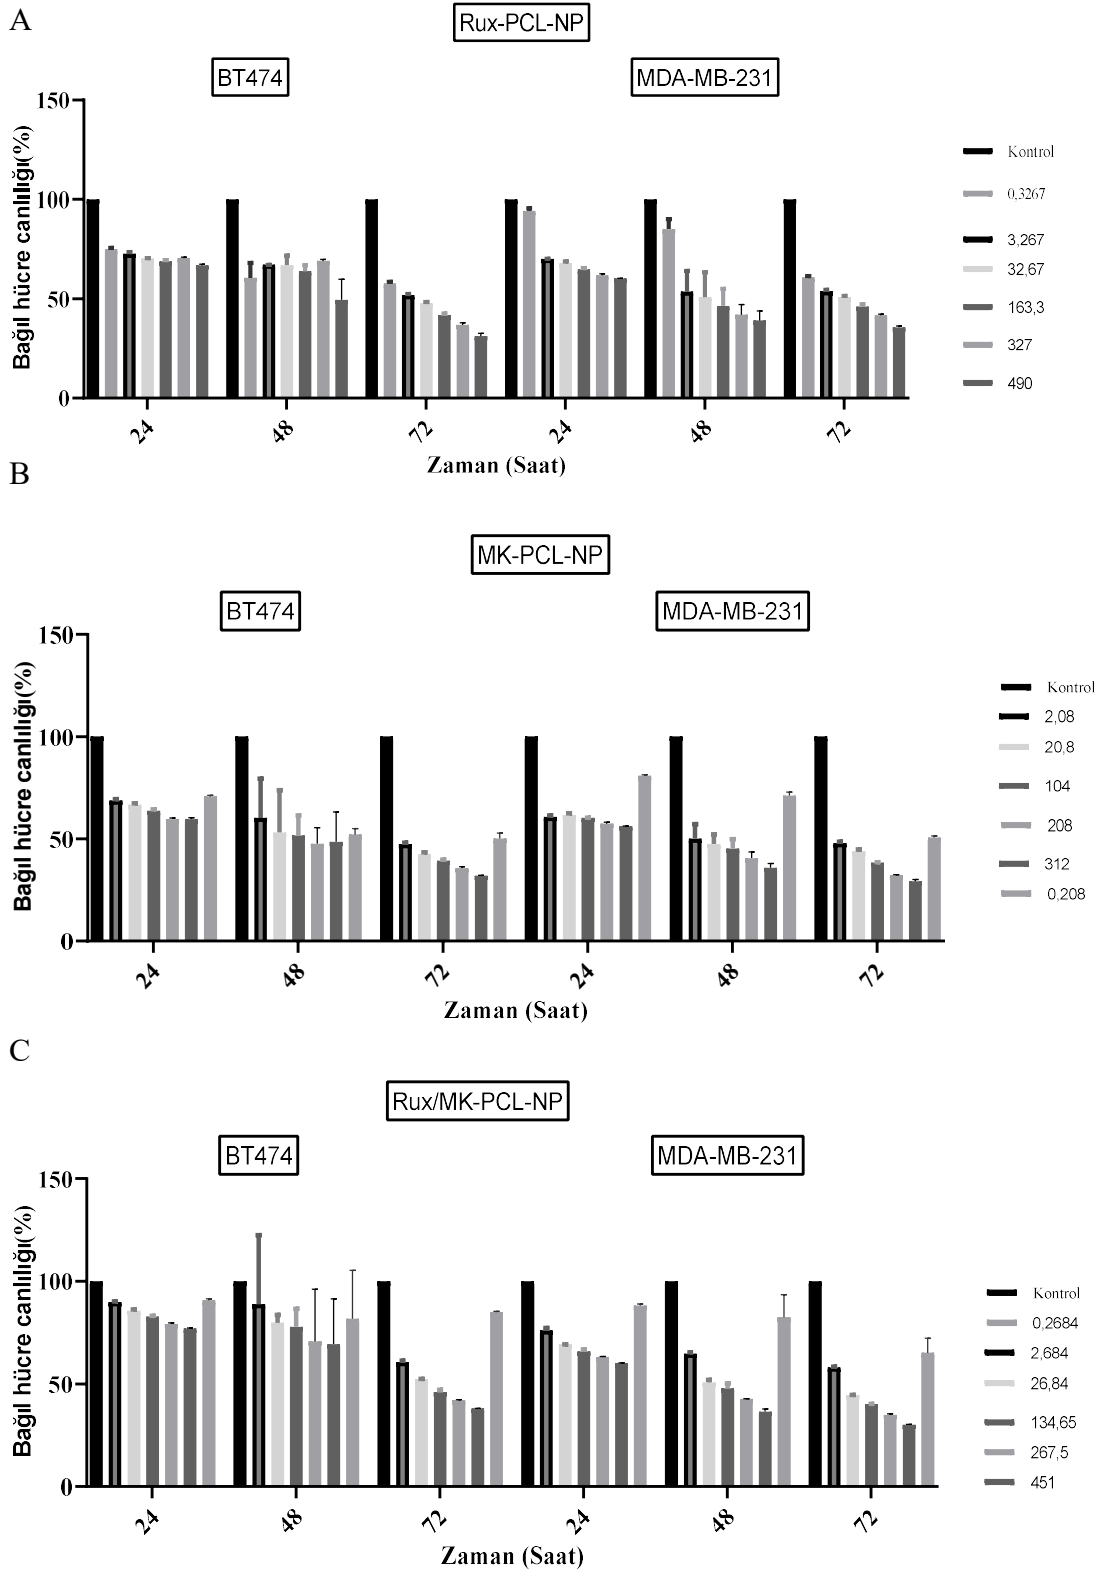 A
Rux-PCL-NP
BT474
MDA-MB-231
Bağıl hücre canlılığı(%)
150
100
50
0
24
48
72
24
48
72
Zaman (Saat)
Kontrol
0,3267
3,267
32,67
163,3
327
490
B
MK-PCL-NP
BT474
MDA-MB-231
Bağıl hücre canlılığı(%)
150
100
50
0
24
48
72
24
48
72
Zaman (Saat)
Kontrol
2,08
20,8
104
208
312
0,208
C
Rux/MK-PCL-NP
BT474
MDA-MB-231
Bağıl hücre canlılığı(%)
150
100
50
0
24
48
72
24
48
72
Zaman (Saat)
Kontrol
0,2684
2,684
26,84
134,65
267,5
451